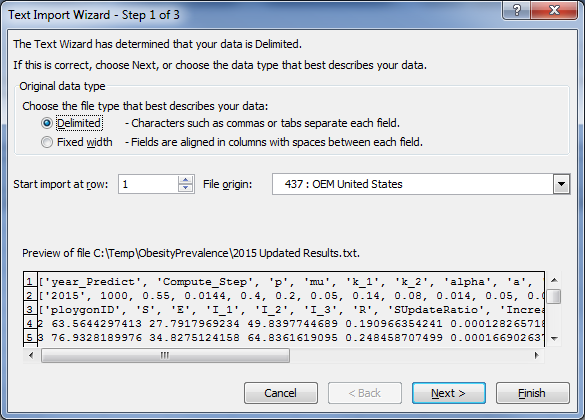 Text Import Wizard - Step 1 of 3
The Text Wizard has determined that your data is Delimited.
If this is correct, choose Next, or choose the data type that best describes your data.
Original data type
Choose the file type that best describes your data:
Delimited - Characters such as commas or tabs separate each field.
Fixed width - Fields are aligned in columns with spaces between each field.
Start import at row: 1 File origin: 437 : OEM United States
Preview of file C:\Temp\ObesityPrevalence\2015 Updated Results.txt.
1 ['year_Predict', 'Compute_Step', 'p', 'mu', 'k_1', 'k_2', 'alpha', 'a',
2 ['2015', 1000, 0.55, 0.0144, 0.4, 0.2, 0.05, 0.14, 0.08, 0.014, 0.05, 0.0
3 ['ploygonID', 'S', 'E', 'I_1', 'I_2', 'I_3', 'R', 'SUpdateRatio', 'Increa
4 2 63.5644297413 27.7917969234 49.8397744689 0.190966354241 0.000128265718
5 3 76.9328189976 34.8275124158 64.8361619095 0.248458707499 0.000166902637
Cancel < Back Next > Finish